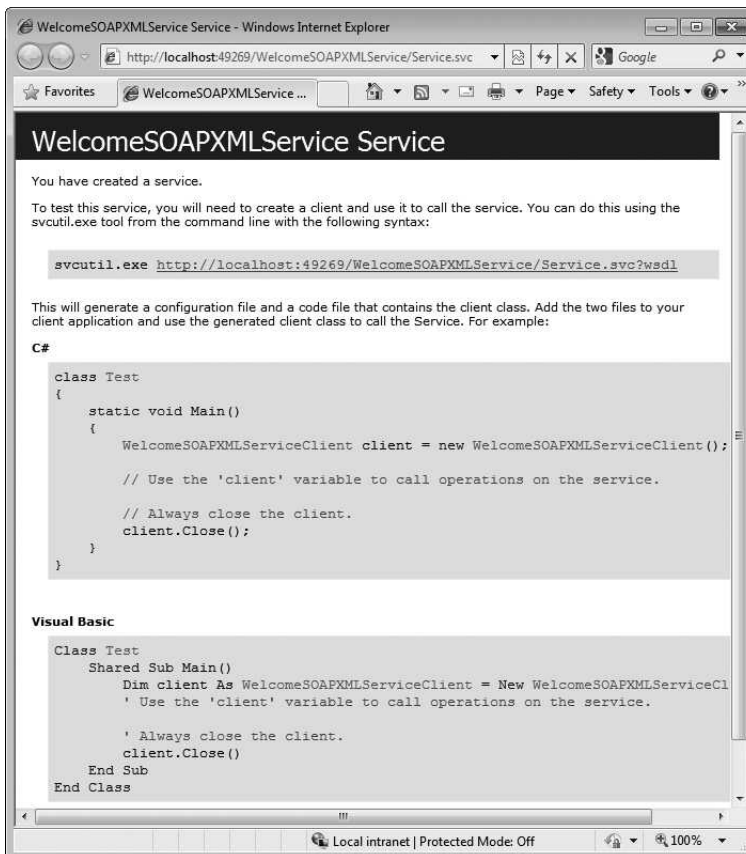 WelcomeSOAPXMLService Service - Windows Internet Explorer
http://localhost:49269/WelcomeSOAPXMLService/Service.svc
Google
Favorites
WelcomeSOAPXMLService ...
Page
Safety
Tools
»
WelcomeSOAPXMLService Service
You have created a service.
To test this service, you will need to create a client and use it to call the service. You can do this using the
svcutil.exe tool from the command line with the following syntax:
svcutil.exe http://localhost:49269/WelcomeSOAPXMLService/Service.svc?wsdl
This will generate a configuration file and a code file that contains the client class. Add the two files to your
client application and use the generated client class to call the Service. For example:
C#
class Test
{
static void Main()
{
WelcomeSOAPXMLServiceClient client = new WelcomeSOAPXMLServiceClient();
// Use the 'client' variable to call operations on the service.
// Always close the client.
client.Close();
}
}
Visual Basic
Class Test
Shared Sub Main()
Dim client As WelcomeSOAPXMLServiceClient = New WelcomeSOAPXMLServiceCl
' Use the 'client' variable to call operations on the service.
' Always close the client.
client.Close()
End Sub
End Class
Local intranet | Protected Mode: Off
100%